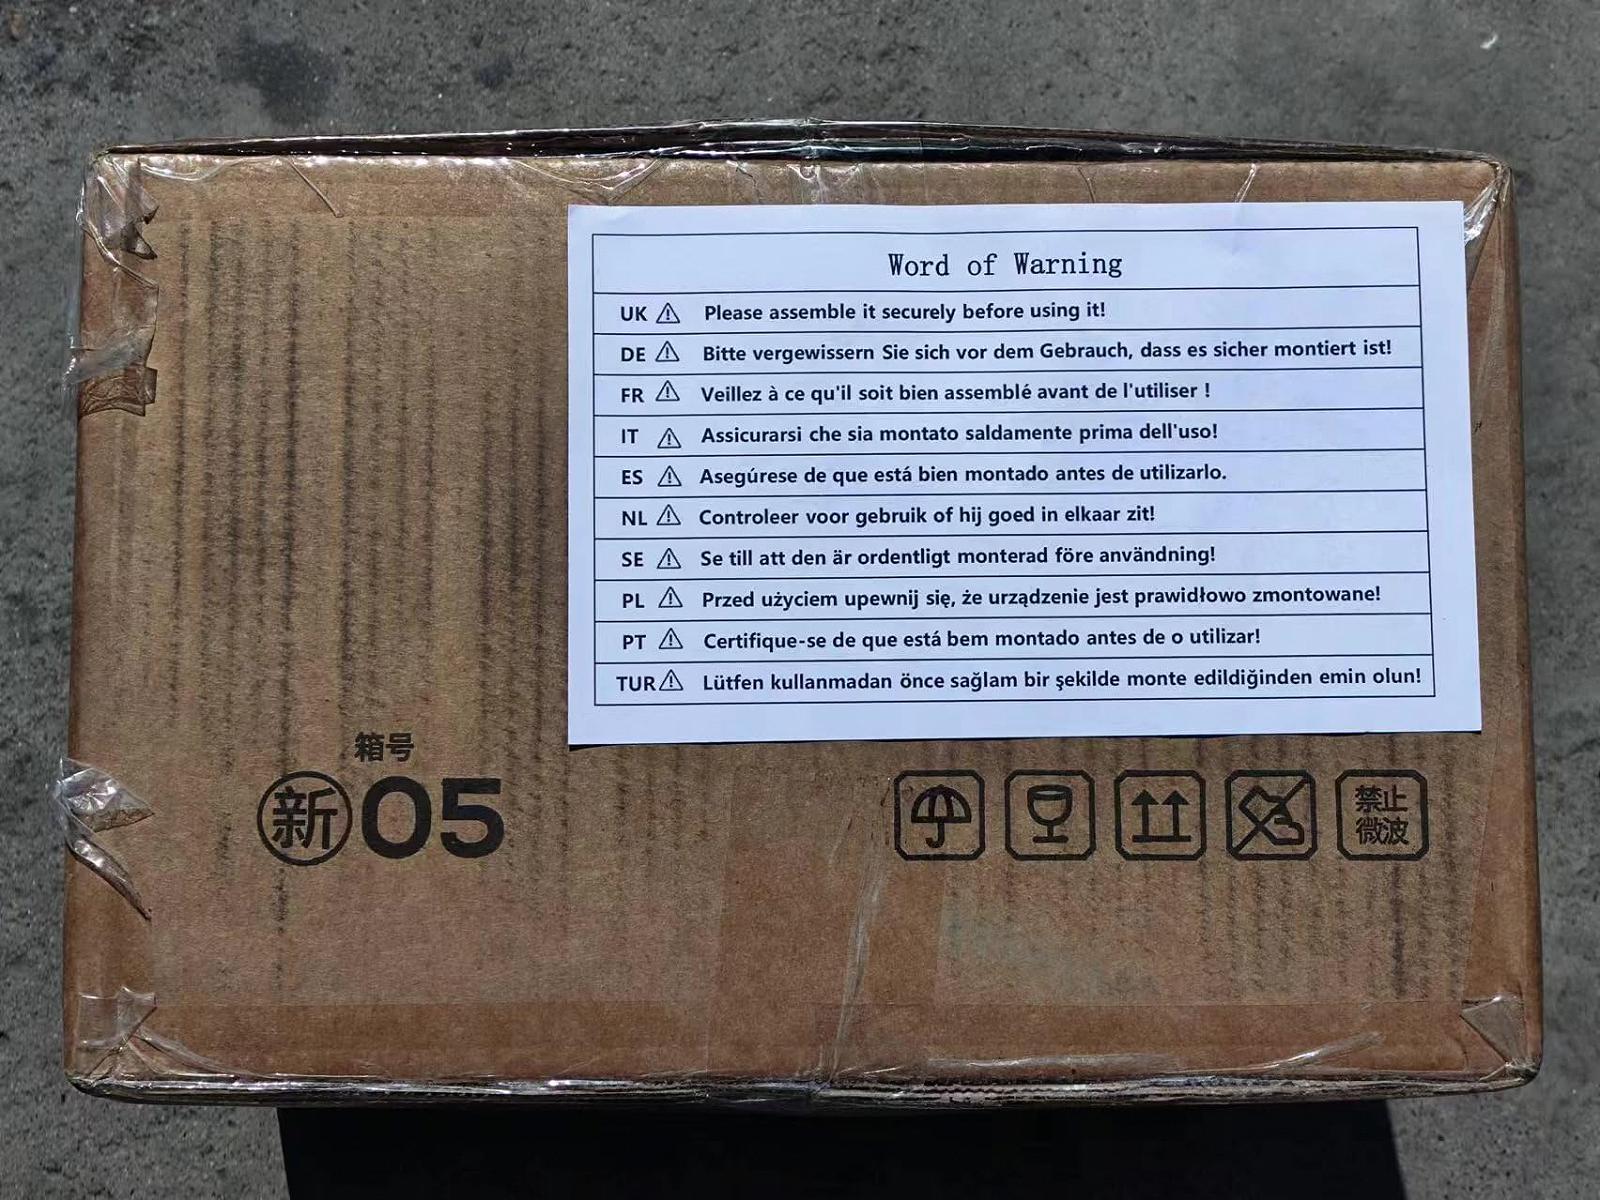 Word of Warning
UK Please assemble it securely before using it!
DE Bitte vergewissern Sie sich vor dem Gebrauch, dass es sicher montiert ist!
FR Veillez à ce qu'il soit bien assemblé avant de l'utiliser !
IT Assicurarsi che sia montato saldamente prima dell'uso!
ES Asegúrese de que está bien montado antes de utilizarlo.
NL Controleer voor gebruik of hij goed in elkaar zit!
SE Se till att den är ordentligt monterad före användning!
PL Przed użyciem upewnij się, że urządzenie jest prawidłowo zmontowane!
PT Certifique-se de que está bem montado antes de o utilizar!
TUR Lütfen kullanmadan önce sağlam bir şekilde monte edildiğinden emin olun!
箱号
新05
禁止
微波